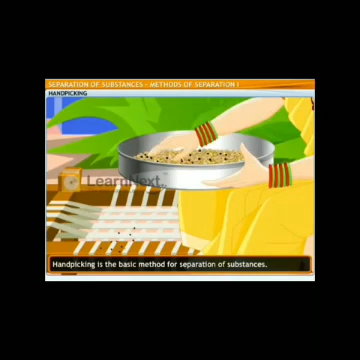 SEPARATION OF SUBSTANCES - METHODS OF SEPARATION I
HANDPICKING
LearnNext
Handpicking is the basic method for separation of substances.